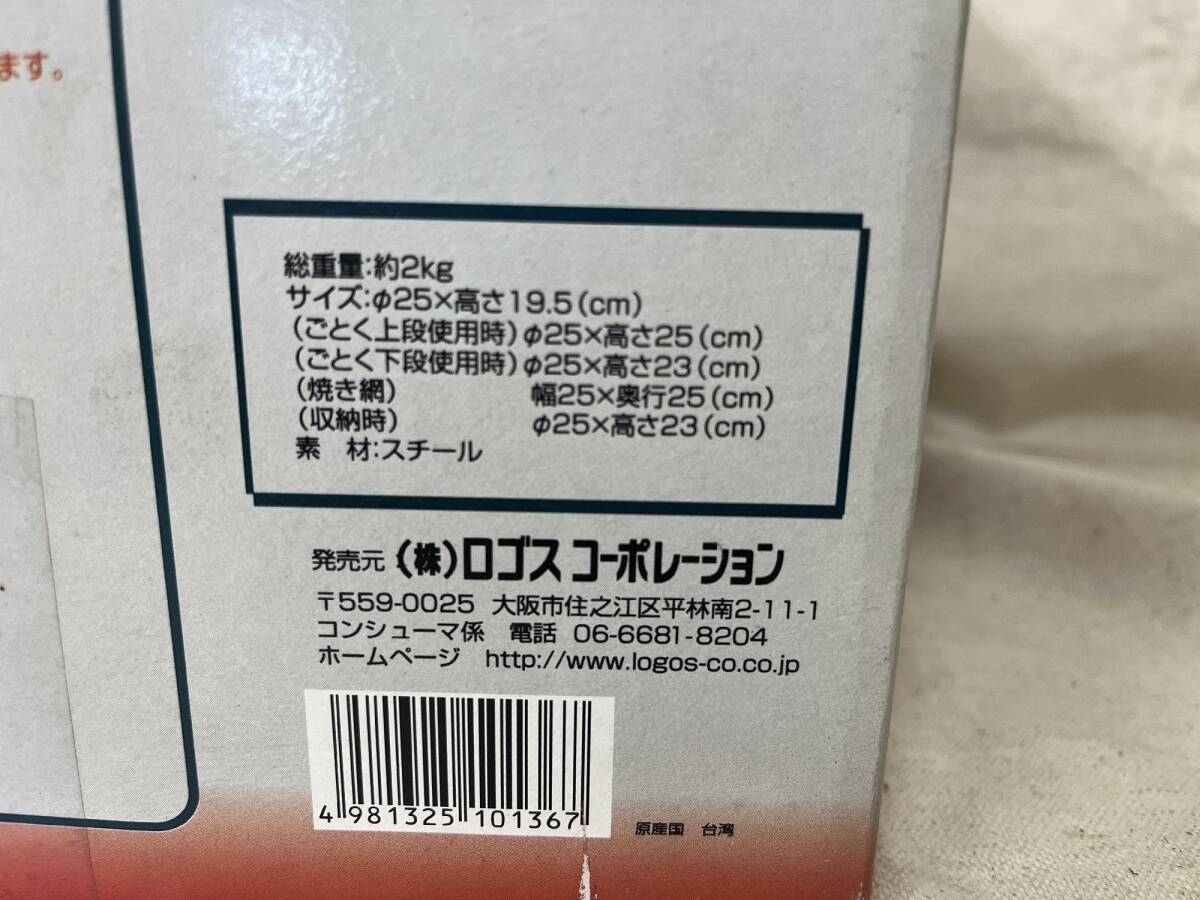 ます。
総重量:約2kg
サイズ:φ25×高さ19.5(cm)
(ごとく上段使用時)φ25×高さ25(cm)
(ごとく下段使用時)φ25×高さ23(cm)
(焼き網) 幅25×奥行25(cm)
(収納時) φ25×高さ23(cm)
素 材:スチール
発売元 (株)ロゴス コーポレーション
〒559-0025 大阪市住之江区平林南2-11-1
コンシューマ係 電話 06-6681-8204
ホームページ http://www.logos-co.co.jp
4 981325 101367
原産国 台湾